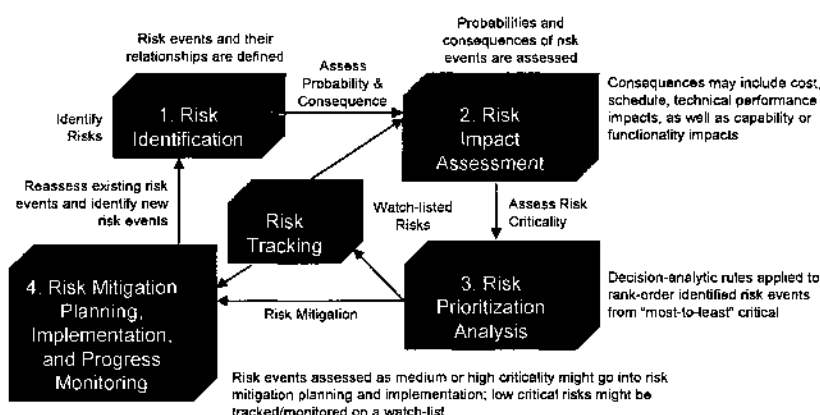 Risk events and their
relationships are defined
Probabilities and
consequences of risk
events are assessed
Assess
Probability &
Consequence
Identify
Risks
1. Risk
Identification
2. Risk
Impact
Assessment
Consequences may include cost,
schedule, technical performance
impacts, as well as capability or
functionality impacts
Reassess existing risk
events and identify new
risk events
Risk
Tracking
Watch-listed
Risks
Assess Risk
Criticality
4. Risk Mitigation
Planning,
Implementation,
and Progress
Monitoring
Risk Mitigation
3. Risk
Prioritization
Analysis
Decision-analytic rules applied to
rank-order identified risk events
from "most-to-least" critical
Risk events assessed as medium or high criticality might go into risk
mitigation planning and implementation; low critical risks might be
tracked/monitored on a watch-list